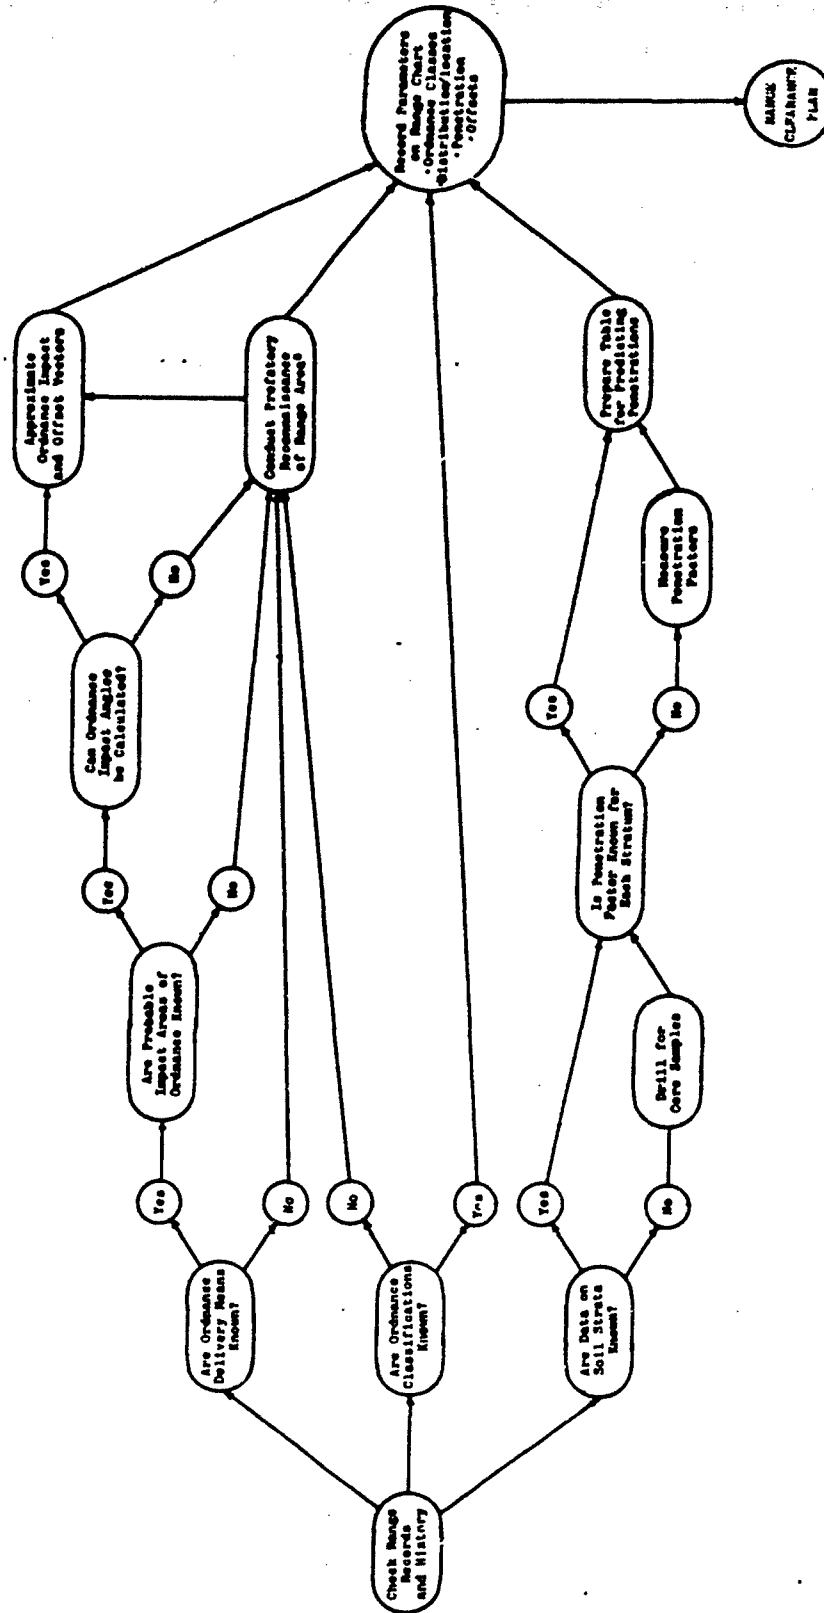 Check Range
Records
and History
Are Ordnance
Delivery Means
Known?
Yes
No
Are Probable
Impact Areas of
Ordnance Known?
Yes
No
Can Ordnance
Impact Angles
be Calculated?
Yes
No
Approximate
Ordnance Impact
and Offset Vectors
Conduct Prefatory
Reconnaissance
of Range Areas
Are Ordnance
Classifications
Known?
No
Yes
Are Data on
Soil Strata
Known?
Yes
No
Drill for
Core Samples
Is Penetration
Factor Known for
Each Stratum?
Yes
No
Measure
Penetration
Factors
Prepare Table
for Predicting
Penetrations
Record Parameters
on Range Chart
• Ordnance Classes
• Distribution/location
• Penetration
• Offsets
RANGE
CLEARANCE
PLAN